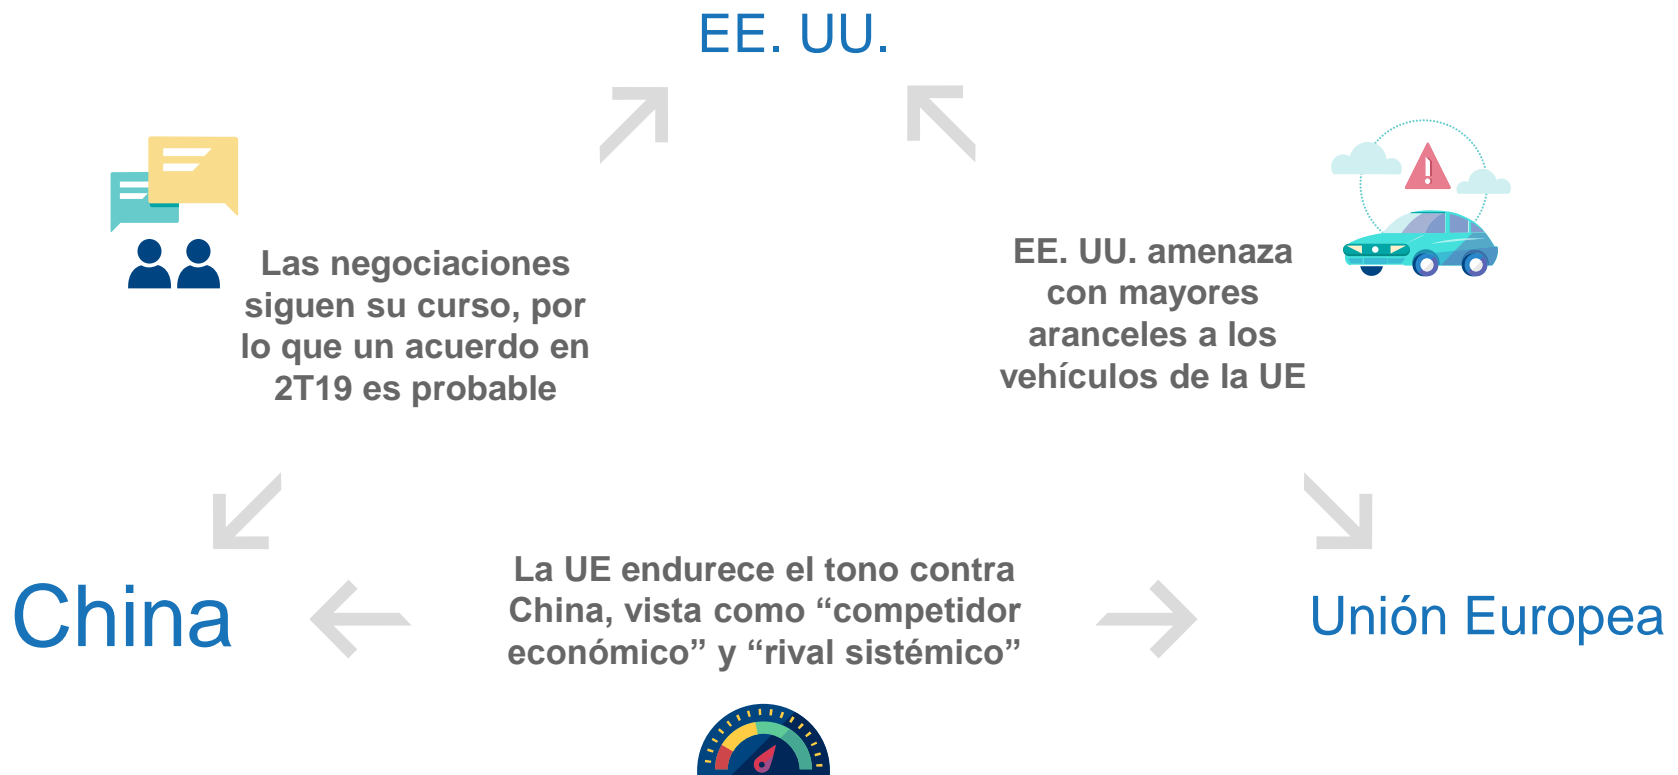 EE. UU.
Las negociaciones
siguen su curso, por
lo que un acuerdo en
2T19 es probable
EE. UU. amenaza
con mayores
aranceles a los
vehículos de la UE
China
La UE endurece el tono contra
China, vista como “competidor
económico” y “rival sistémico”
Unión Europea